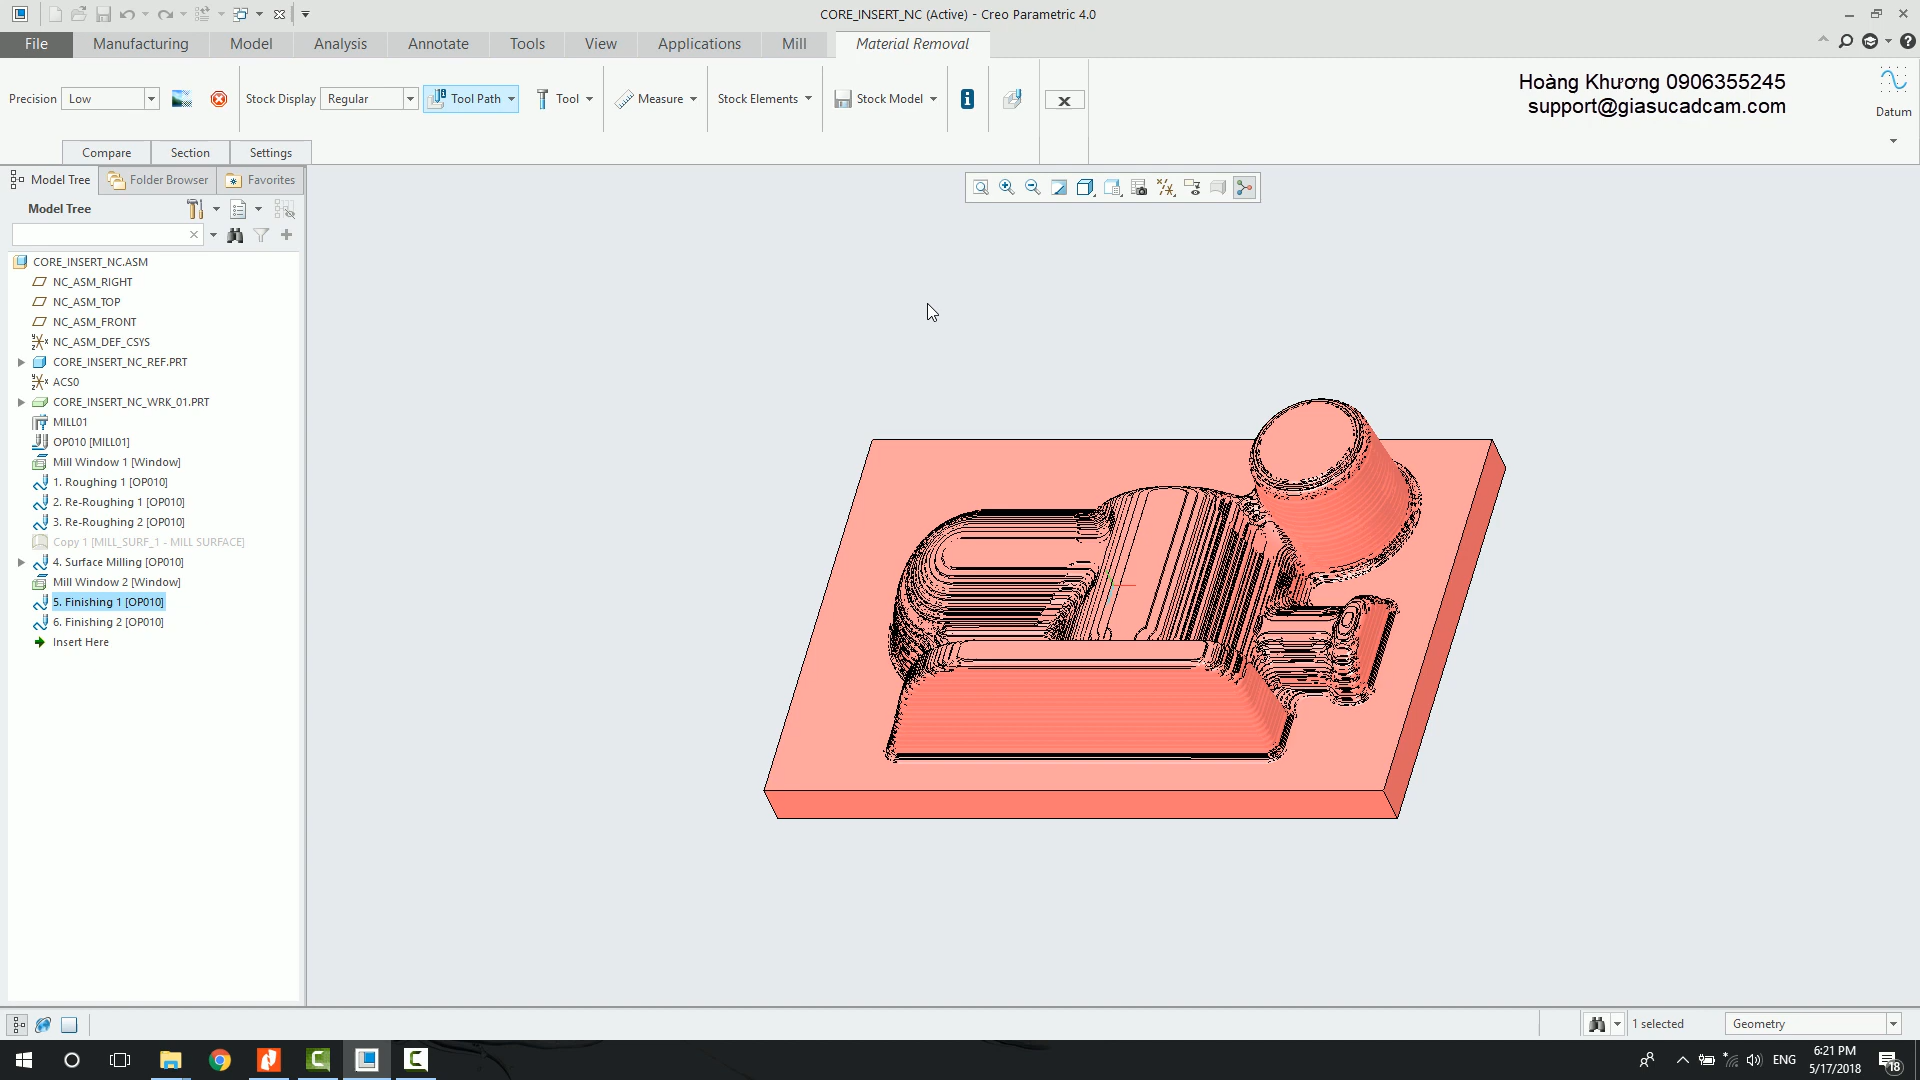 CORE_INSERT_NC (Active) - Creo Parametric 4.0
File
Manufacturing
Model
Analysis
Annotate
Tools
View
Applications
Mill
Material Removal
Precision
Low
Stock Display
Regular
Tool Path
Tool
Measure
Stock Elements
Stock Model
x
Hoàng Khương 0906355245
support@giasucadcam.com
Datum
Compare
Section
Settings
Model Tree
Folder Browser
Favorites
Model Tree
CORE_INSERT_NC.ASM
NC_ASM_RIGHT
NC_ASM_TOP
NC_ASM_FRONT
NC_ASM_DEF_CSYS
CORE_INSERT_NC_REF.PRT
ACS0
CORE_INSERT_NC_WRK_01.PRT
MILL01
OP010 [MILL01]
Mill Window 1 [Window]
1. Roughing 1 [OP010]
2. Re-Roughing 1 [OP010]
3. Re-Roughing 2 [OP010]
Copy 1 [MILL_SURF_1 - MILL SURFACE]
4. Surface Milling [OP010]
Mill Window 2 [Window]
5. Finishing 1 [OP010]
6. Finishing 2 [OP010]
Insert Here
1 selected
Geometry
ENG
6:21 PM
5/17/2018
18